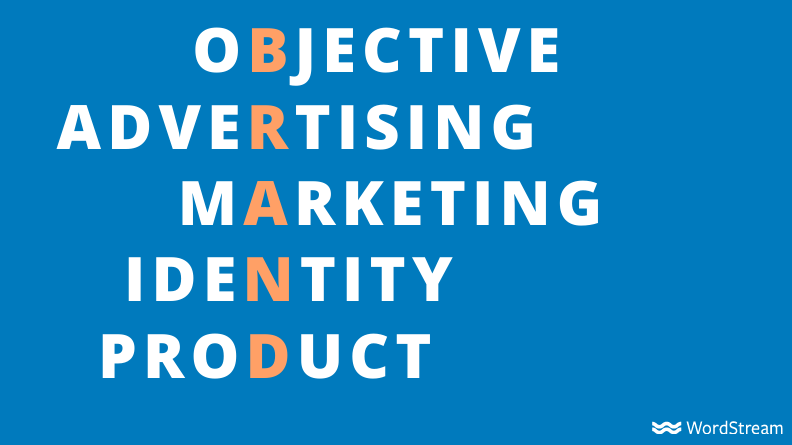 OBJECTIVE
ADVERTISING
MARKETING
IDENTITY
PRODUCT
WordStream